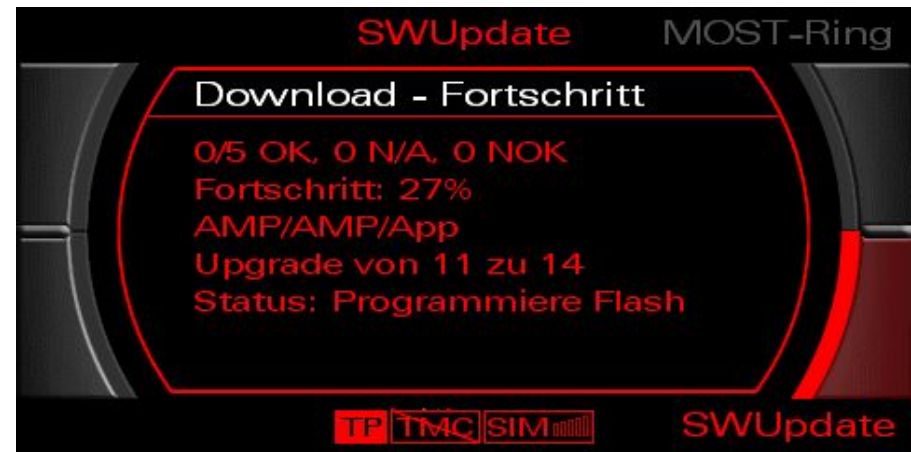 SWUpdate MOST-Ring
Download - Fortschritt
0/5 OK, 0 N/A, 0 NOK
Fortschritt: 27%
AMP/AMP/App
Upgrade von 11 zu 14
Status: Programmiere Flash
TP TMC SIM SWUpdate